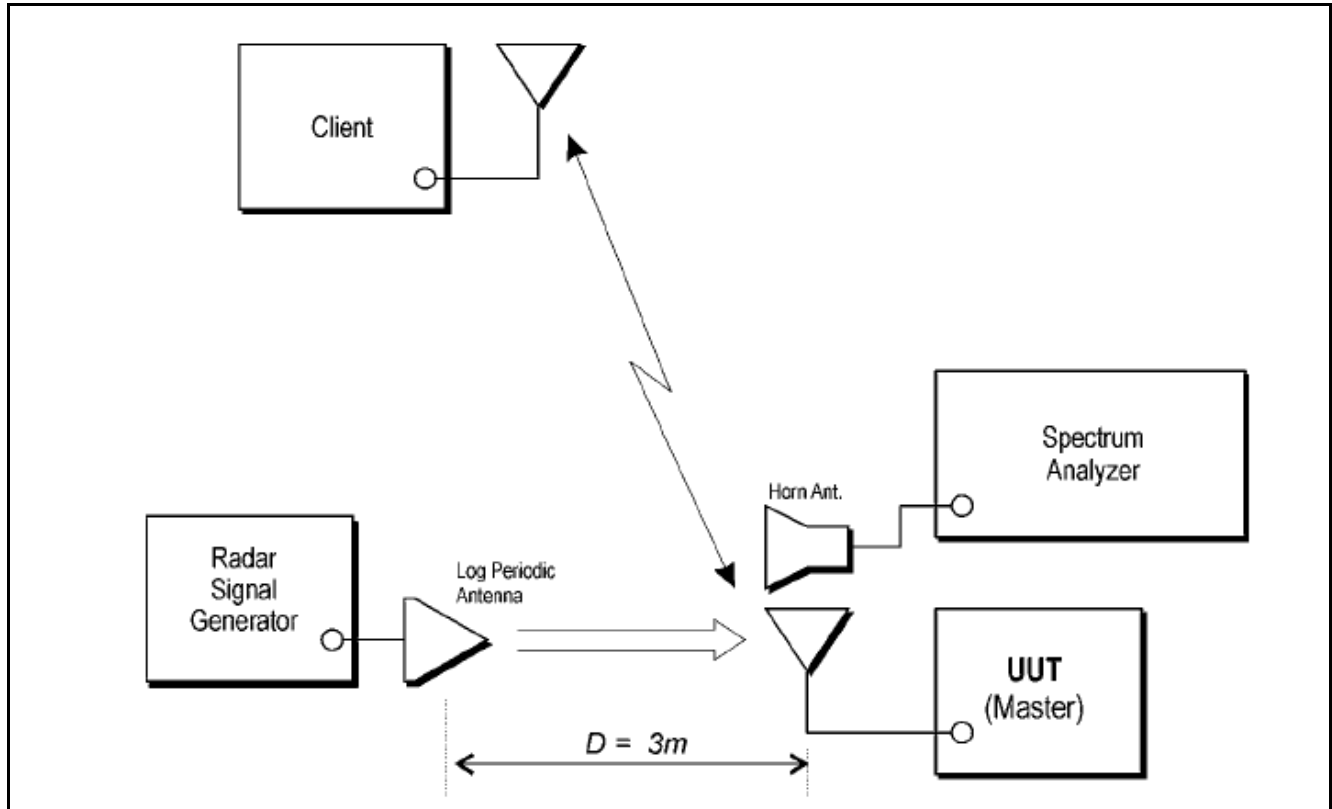 Client
Spectrum
Analyzer
Horn Ant.
Radar
Signal
Generator
Log Periodic
Antenna
UUT
(Master)
D = 3m